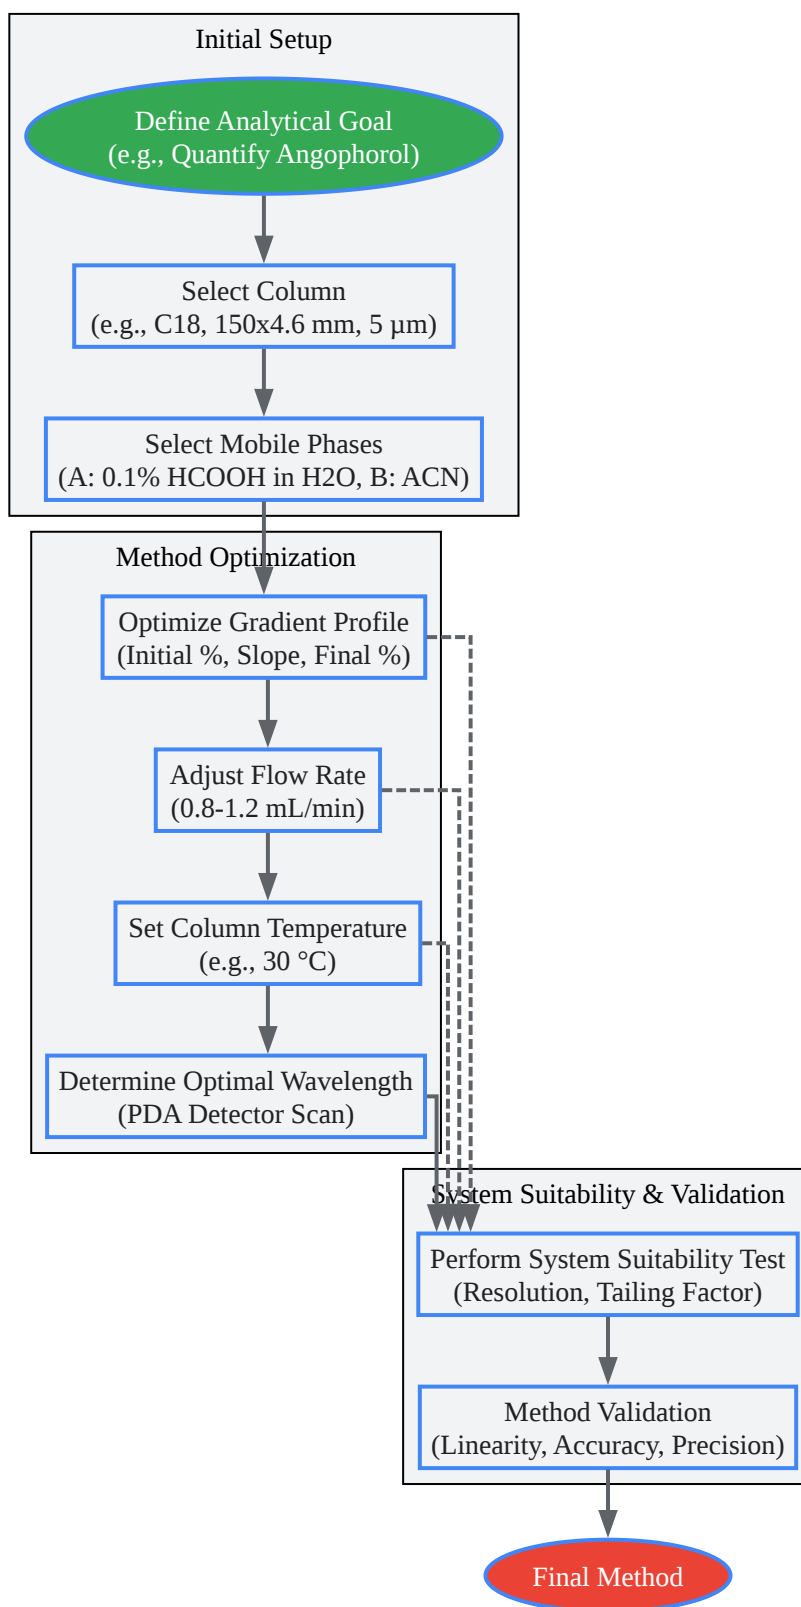 Initial Setup
Define Analytical Goal
(e.g., Quantify Angophorol)
Select Column
(e.g., C18, 150x4.6 mm, 5 µm)
Select Mobile Phases
(A: 0.1% HCOOH in H2O, B: ACN)
Method Optimization
Optimize Gradient Profile
(Initial %, Slope, Final %)
Adjust Flow Rate
(0.8-1.2 mL/min)
Set Column Temperature
(e.g., 30 °C)
Determine Optimal Wavelength
(PDA Detector Scan)
System Suitability & Validation
Perform System Suitability Test
(Resolution, Tailing Factor)
Method Validation
(Linearity, Accuracy, Precision)
Final Method